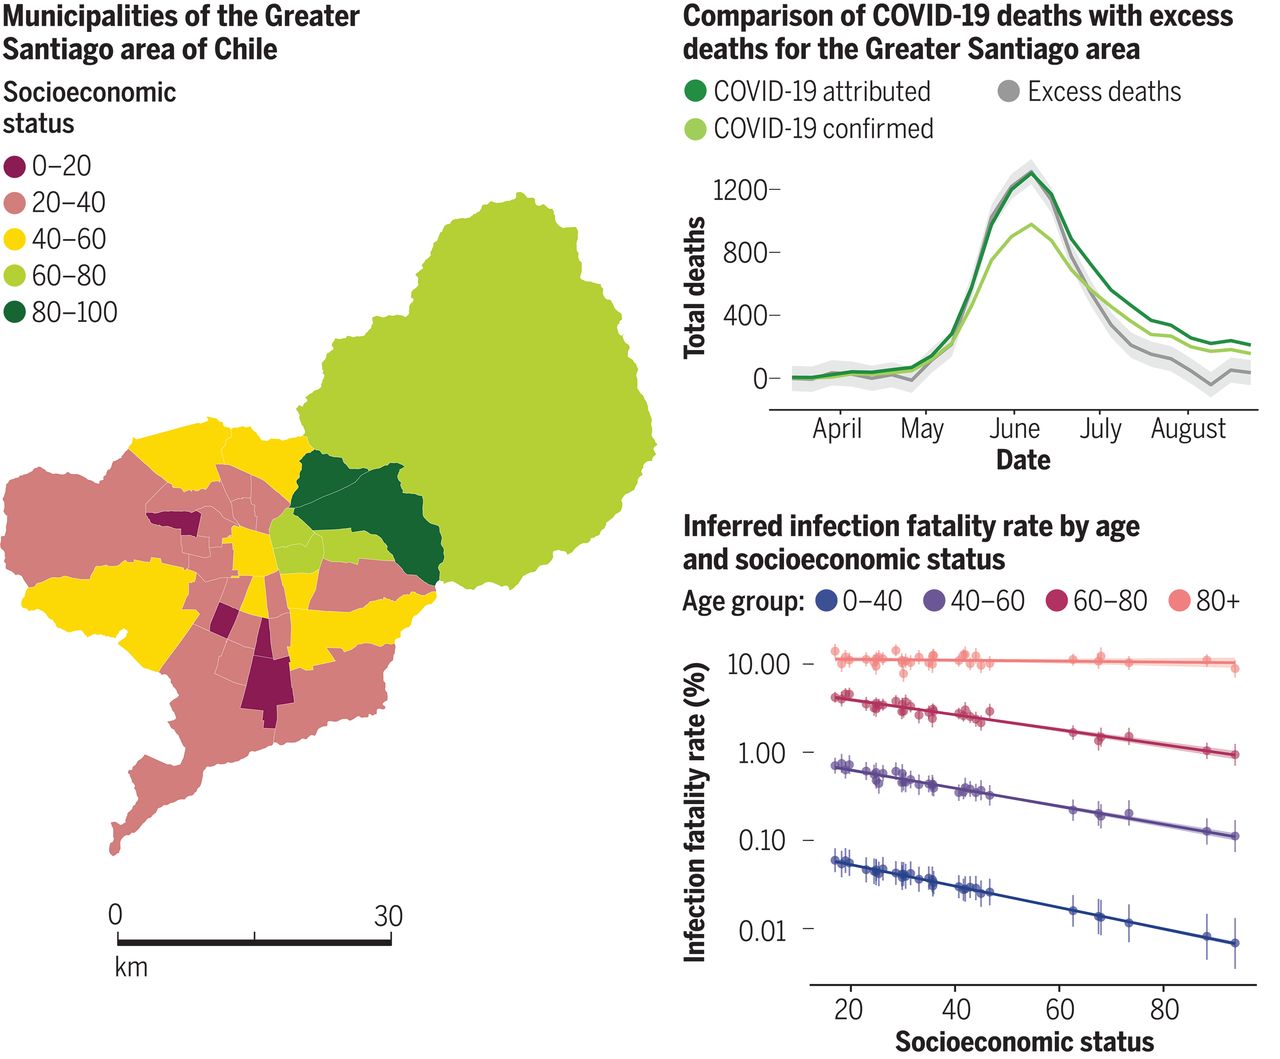 Municipalities of the Greater
Santiago area of Chile
Socioeconomic
status
0–20
20–40
40–60
60–80
80–100
0
30
km
Comparison of COVID-19 deaths with excess
deaths for the Greater Santiago area
COVID-19 attributed
Excess deaths
COVID-19 confirmed
Total deaths
1200
800
400
0
April May June July August
Date
Inferred infection fatality rate by age
and socioeconomic status
Age group: 0–40 40–60 60–80 80+
Infection fatality rate (%)
10.00
1.00
0.10
0.01
20 40 60 80
Socioeconomic status